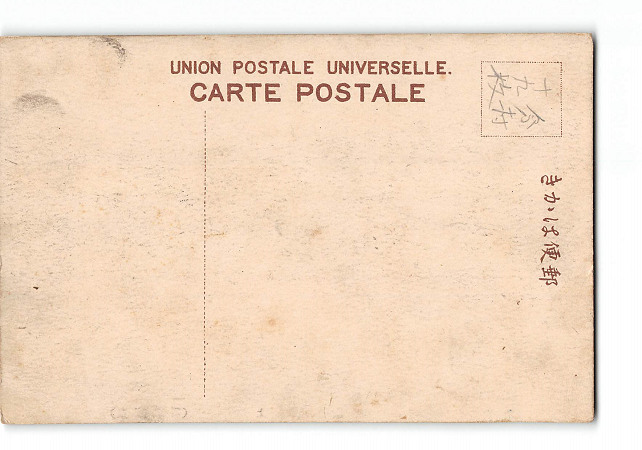 UNION POSTALE UNIVERSELLE.
CARTE POSTALE
郵便はかき